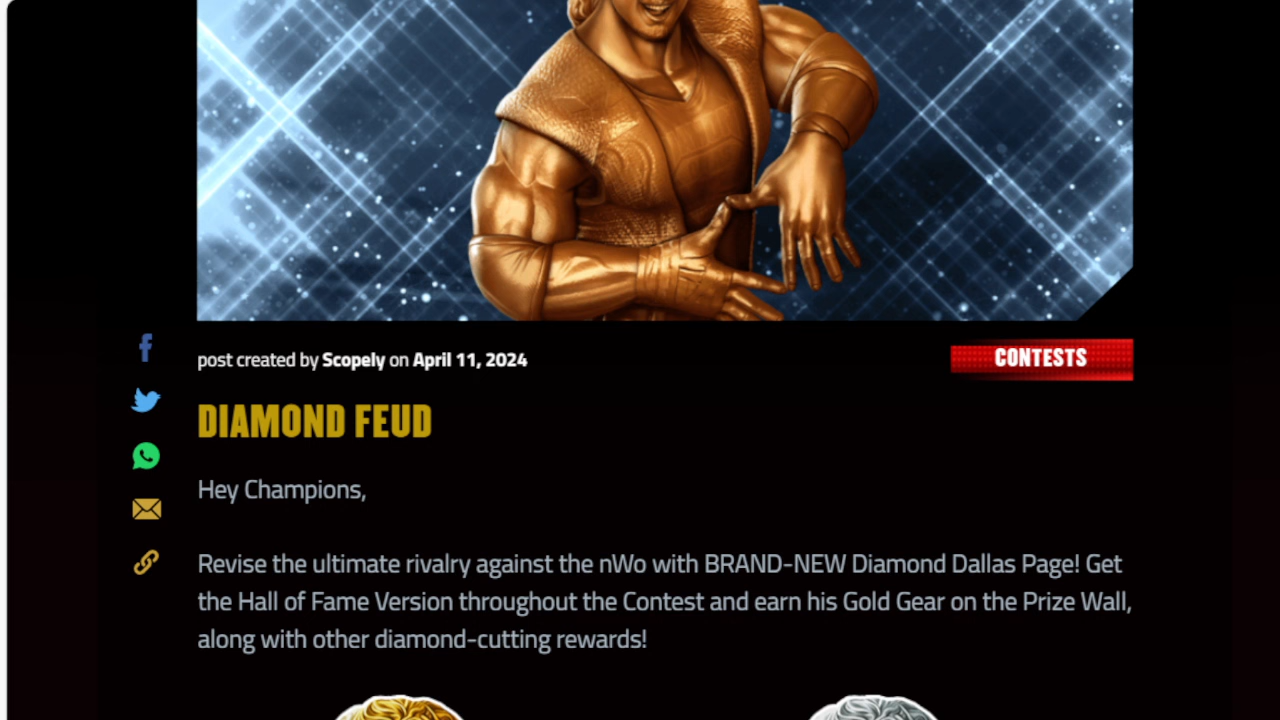 post created by Scopely on April 11, 2024
CONTESTS
DIAMOND FEUD
Hey Champions,
Revise the ultimate rivalry against the nWo with BRAND-NEW Diamond Dallas Page! Get
the Hall of Fame Version throughout the Contest and earn his Gold Gear on the Prize Wall,
along with other diamond-cutting rewards!